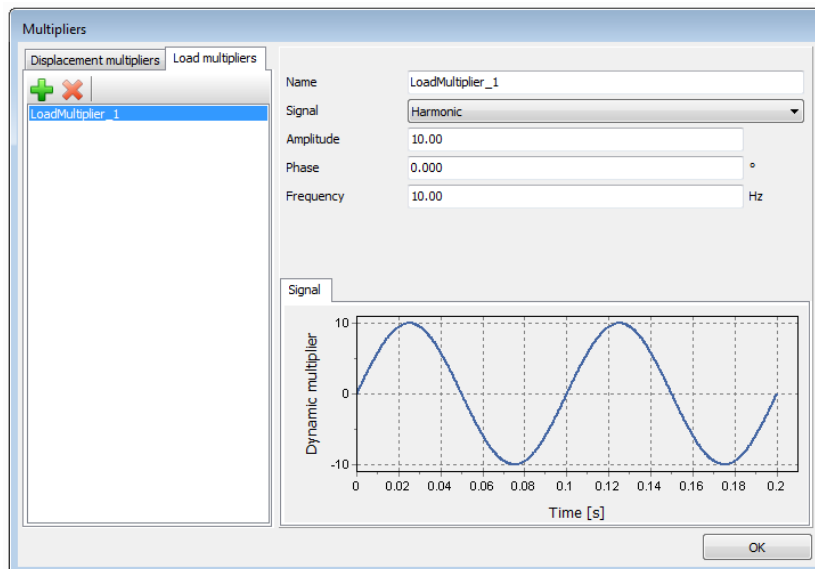 Multipliers
Displacement multipliers Load multipliers
LoadMultiplier_1
Name LoadMultiplier_1
Signal Harmonic
Amplitude 10.00
Phase 0.000 °
Frequency 10.00 Hz
Signal
Dynamic multiplier
10
0
-10
0 0.02 0.04 0.06 0.08 0.1 0.12 0.14 0.16 0.18 0.2
Time [s]
OK